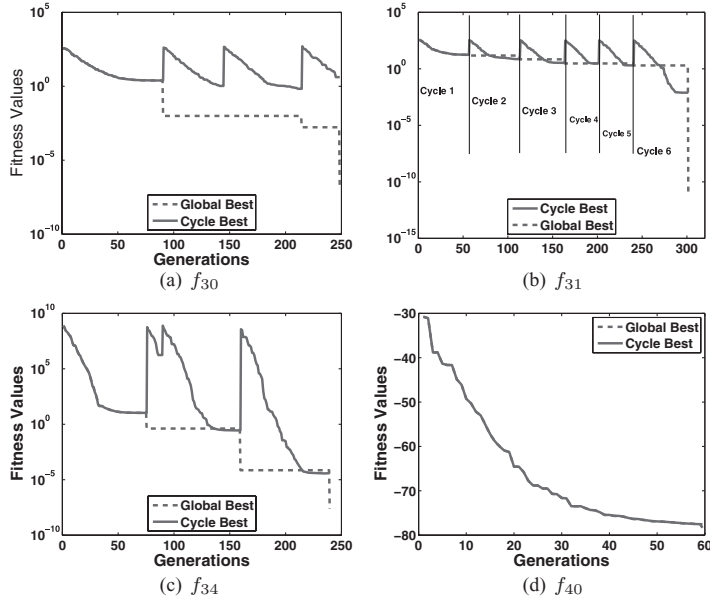 10^5
10^0
10^-5
10^-10
Fitness Values
Global Best
Cycle Best
0 50 100 150 200 250
Generations
(a) f_30
10^5
10^0
10^-5
10^-10
10^-15
Cycle 1
Cycle 2
Cycle 3
Cycle 4
Cycle 5
Cycle 6
Cycle Best
Global Best
0 50 100 150 200 250 300
(b) f_31
10^10
10^5
10^0
10^-5
10^-10
Fitness Values
Global Best
Cycle Best
0 50 100 150 200 250
Generations
(c) f_34
−30
−40
−50
−60
−70
−80
Fitness Values
Global Best
Cycle Best
0 10 20 30 40 50 60
Generations
(d) f_40